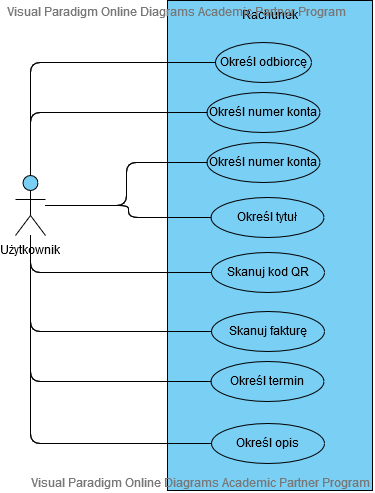 Visual Paradigm Online Diagrams Academic Partner Program
Rachunek
Określ odbiorcę
Określ numer konta
Określ numer konta
Określ tytuł
Użytkownik
Skanuj kod QR
Skanuj fakturę
Określ termin
Określ opis
Visual Paradigm Online Diagrams Academic Partner Program